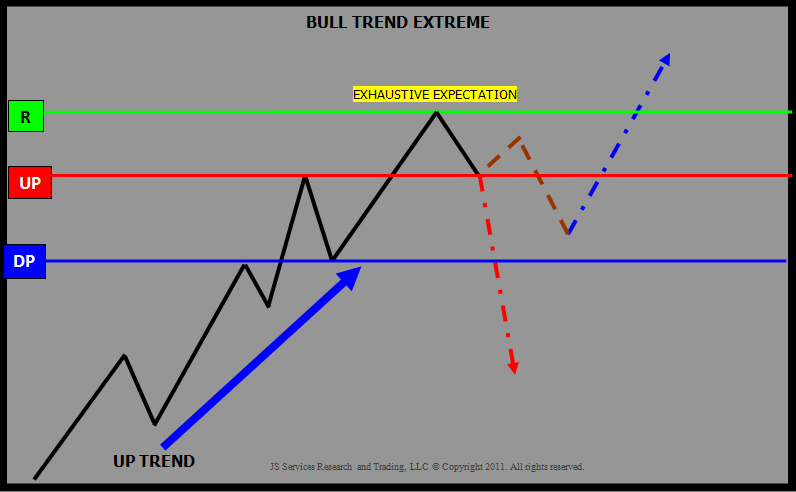 BULL TREND EXTREME
EXHAUSTIVE EXPECTATION
R
UP
DP
UP TREND
JS Services Research and Trading, LLC © Copyright 2011. All rights reserved.